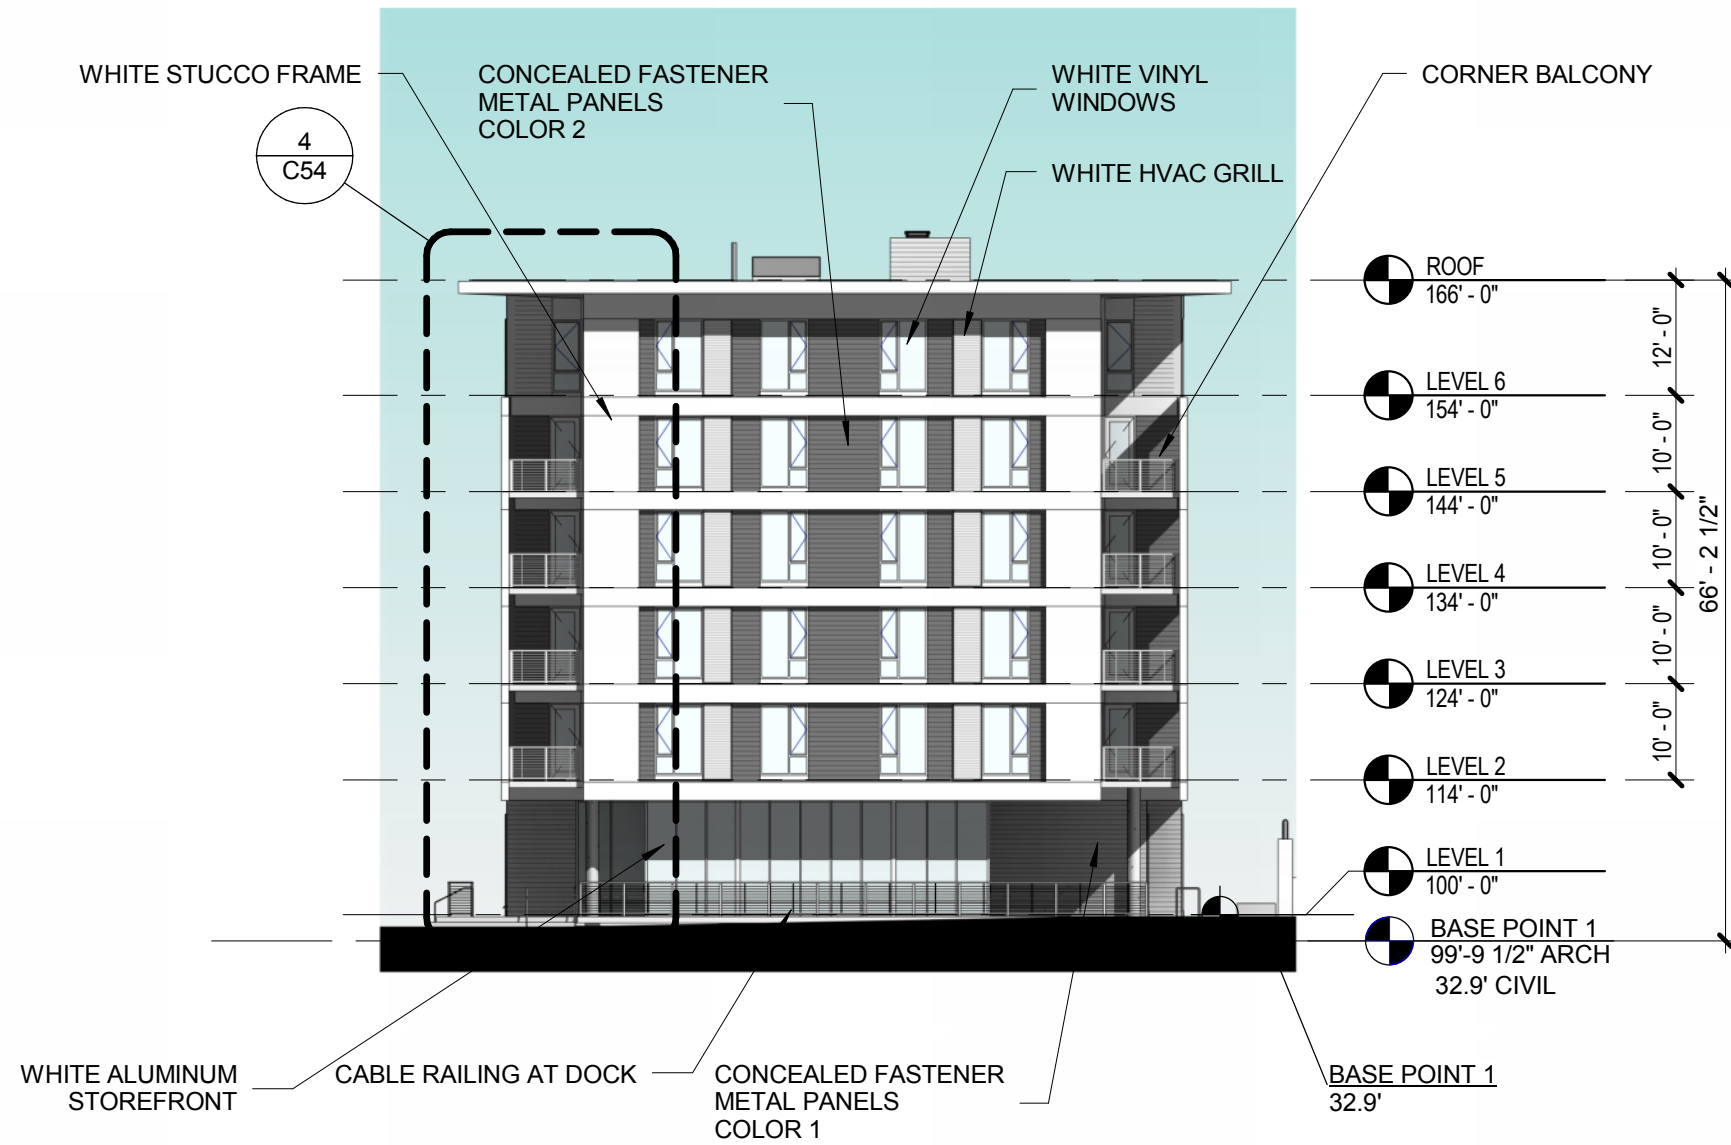 WHITE STUCCO FRAME
CONCEALED FASTENER
METAL PANELS
COLOR 2
WHITE VINYL
WINDOWS
CORNER BALCONY
4
C54
WHITE HVAC GRILL
ROOF
166' - 0"
12' - 0"
LEVEL 6
154' - 0"
10' - 0"
LEVEL 5
144' - 0"
10' - 0"
66' - 2 1/2"
LEVEL 4
134' - 0"
10' - 0"
LEVEL 3
124' - 0"
10' - 0"
LEVEL 2
114' - 0"
LEVEL 1
100' - 0"
BASE POINT 1
99'-9 1/2" ARCH
32.9' CIVIL
WHITE ALUMINUM
STOREFRONT
CABLE RAILING AT DOCK
CONCEALED FASTENER
METAL PANELS
COLOR 1
BASE POINT 1
32.9'